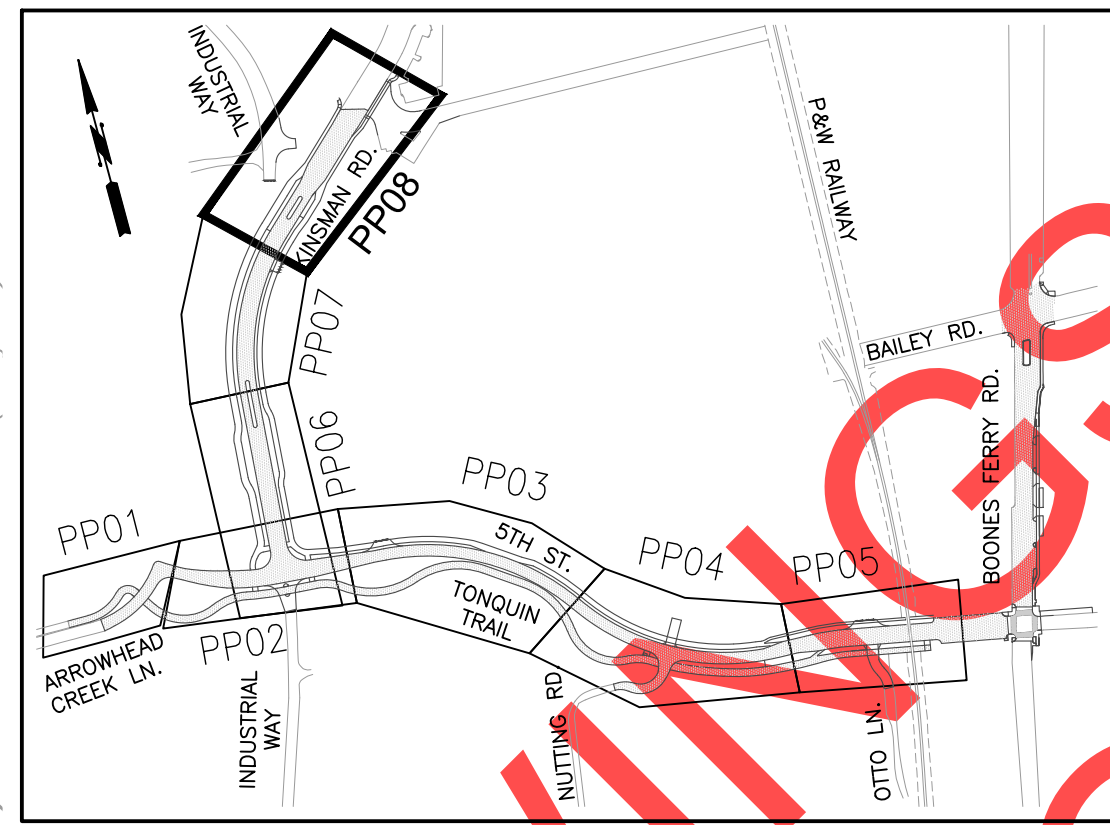 INDUSTRIAL
WAY
P&W RAILWAY
KINSMAN RD.
PP08
PP07
BAILEY RD.
BOONES FERRY RD.
PP06
PP03
PP01
5TH ST.
PP04
PP05
TONQUIN
TRAIL
PP02
ARROWHEAD
CREEK LN.
INDUSTRIAL
WAY
NUTTING RD.
OTTO LN.